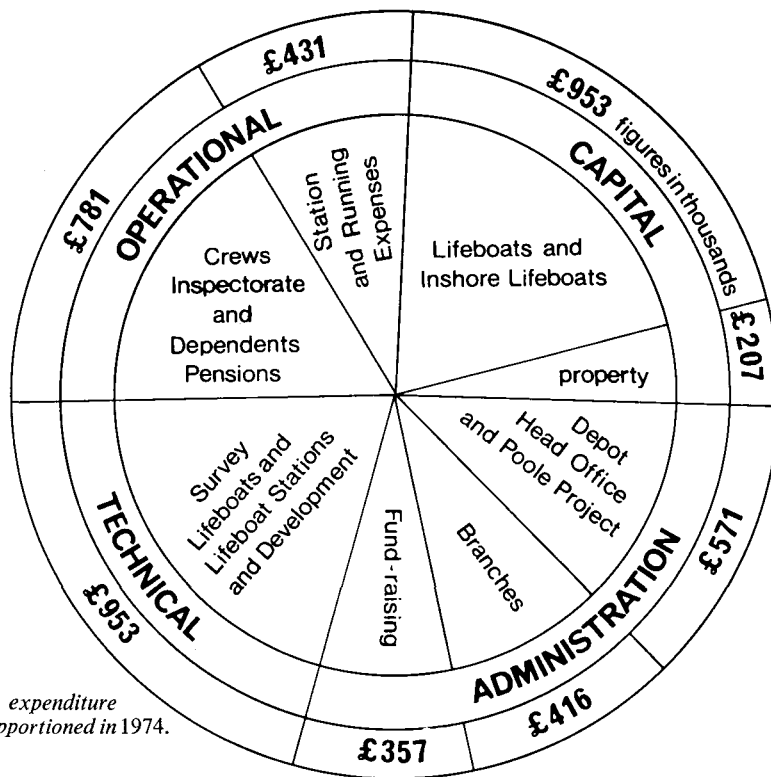 £431
£953 figures in thousands
£781
OPERATIONAL
CAPITAL
Station
and Running
Expenses
Lifeboats and
Inshore Lifeboats
Crews
Inspectorate
and
Dependents
Pensions
£207
property
Depot
Head Office
and Poole Project
£571
Survey
Lifeboats and
Lifeboat Stations
and Development
Fund-raising
Branches
TECHNICAL
ADMINISTRATION
£953
£416
£357
expenditure
pportioned in 1974.